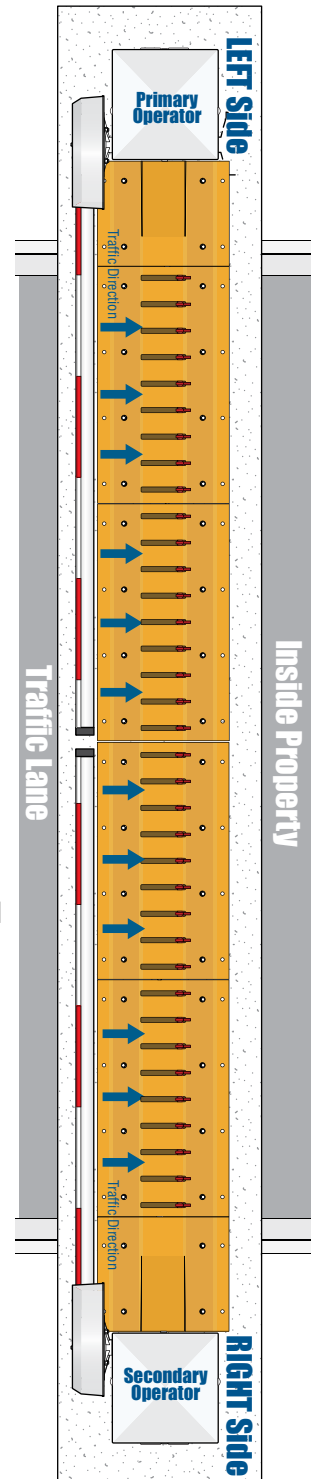 LEFT Side
Primary
Operator
Traffic Direction
Inside Property
Traffic Lane
Traffic Direction
Secondary
Operator
RIGHT Side